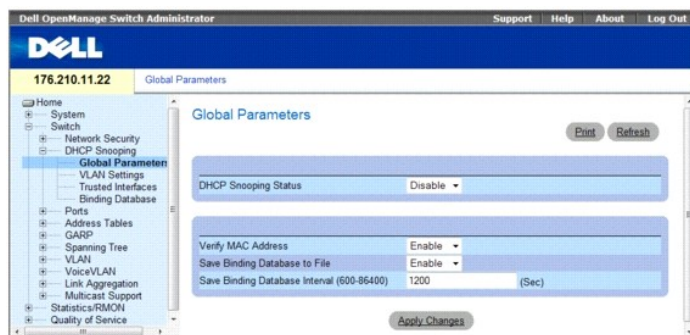 Dell OpenManage Switch Administrator
Support Help About Log Out
DELL
176.210.11.22
Global Parameters
Home
System
Switch
Network Security
DHCP Snooping
Global Parameters
VLAN Settings
Trusted Interfaces
Binding Database
Ports
Address Tables
GARP
Spanning Tree
VLAN
VoiceVLAN
Link Aggregation
Multicast Support
Statistics/RMON
Quality of Service
Global Parameters
Print Refresh
DHCP Snooping Status Disable
Verify MAC Address Enable
Save Binding Database to File Enable
Save Binding Database Interval (600-86400) 1200 (Sec)
Apply Changes